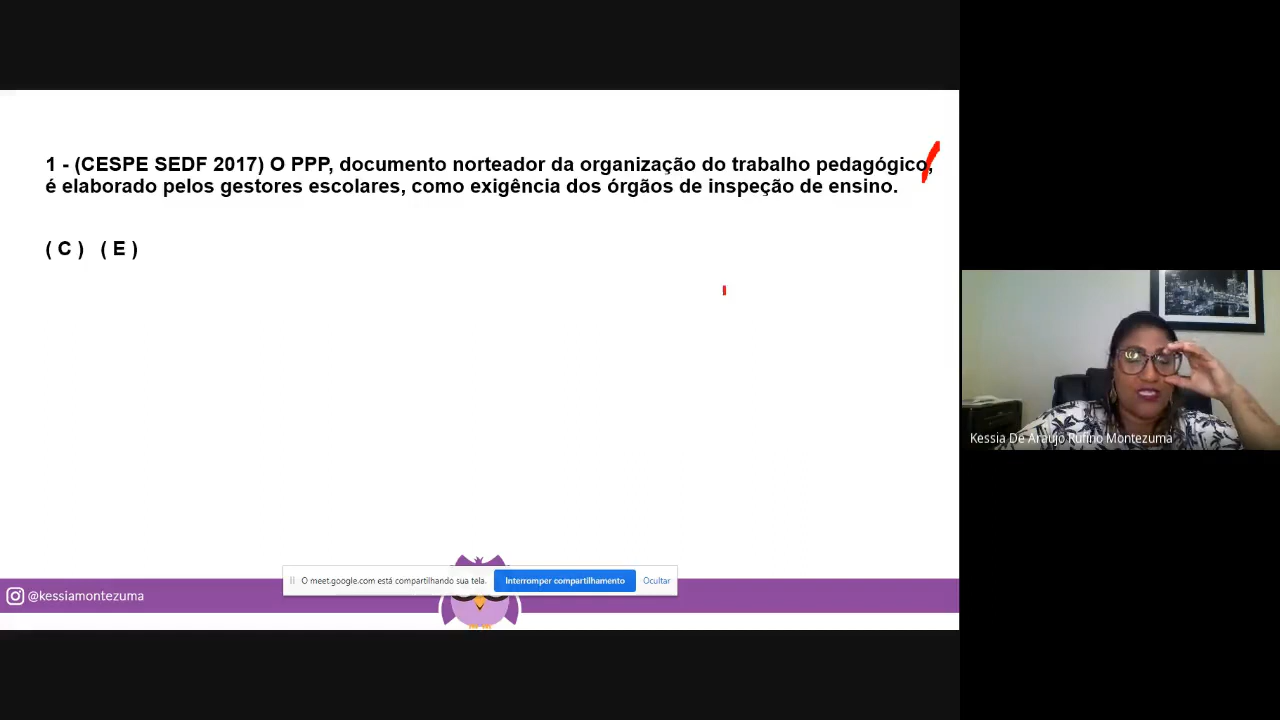 1 - (CESPE SEDF 2017) O PPP, documento norteador da organização do trabalho pedagógico,
é elaborado pelos gestores escolares, como exigência dos órgãos de inspeção de ensino.
( C ) ( E )
Kessia De Araujo Rufino Montezuma
O meet.google.com está compartilhando sua tela.
Interromper compartilhamento
Ocultar
@kessiamontezuma